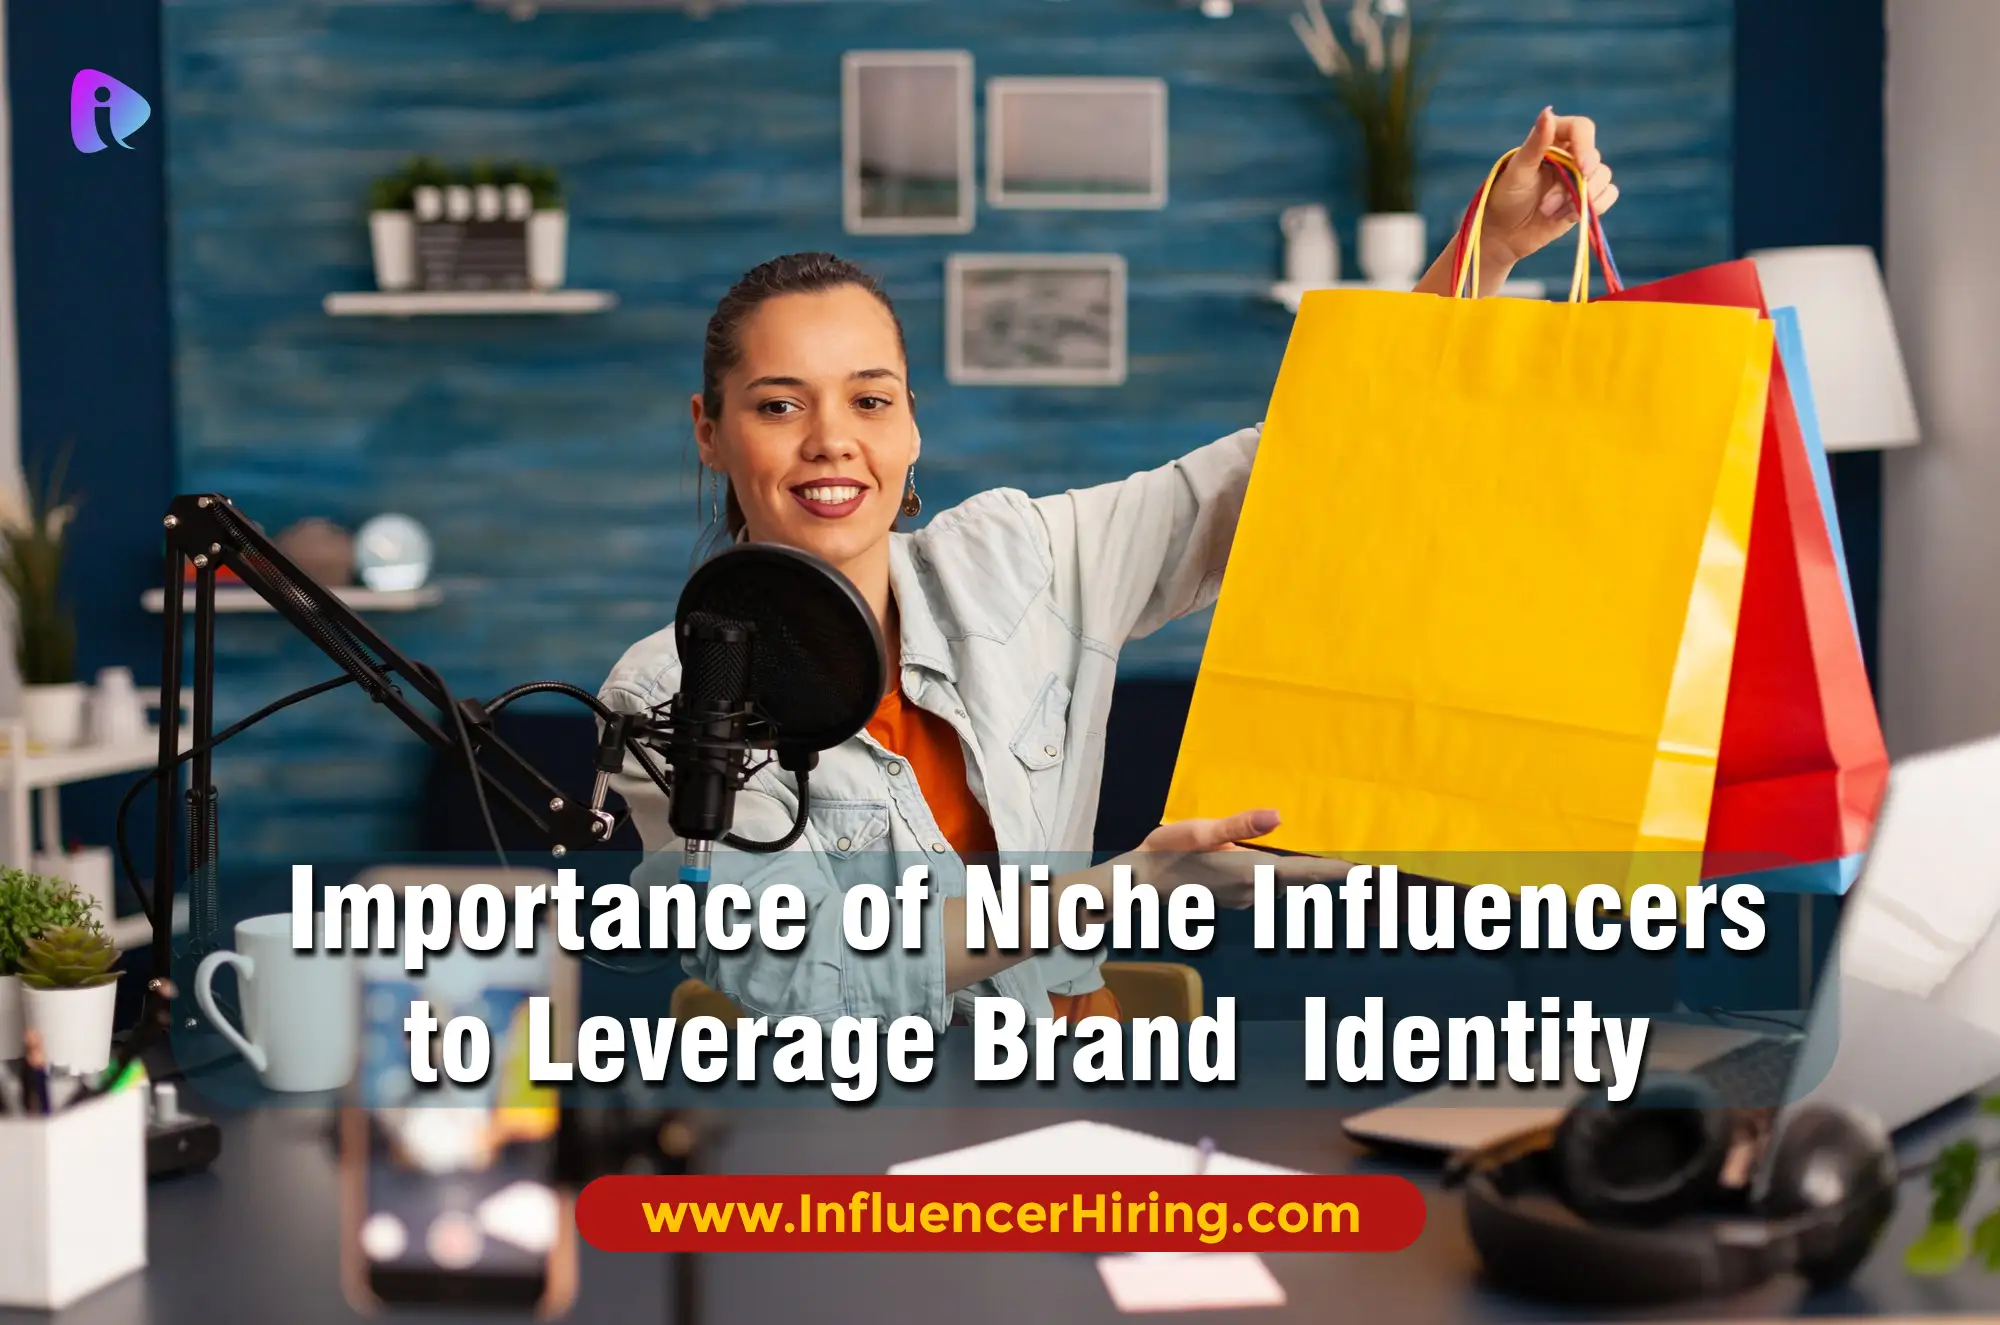 Importance of Niche Influencers
to Leverage Brand  Identity
www.InfluencerHiring.com